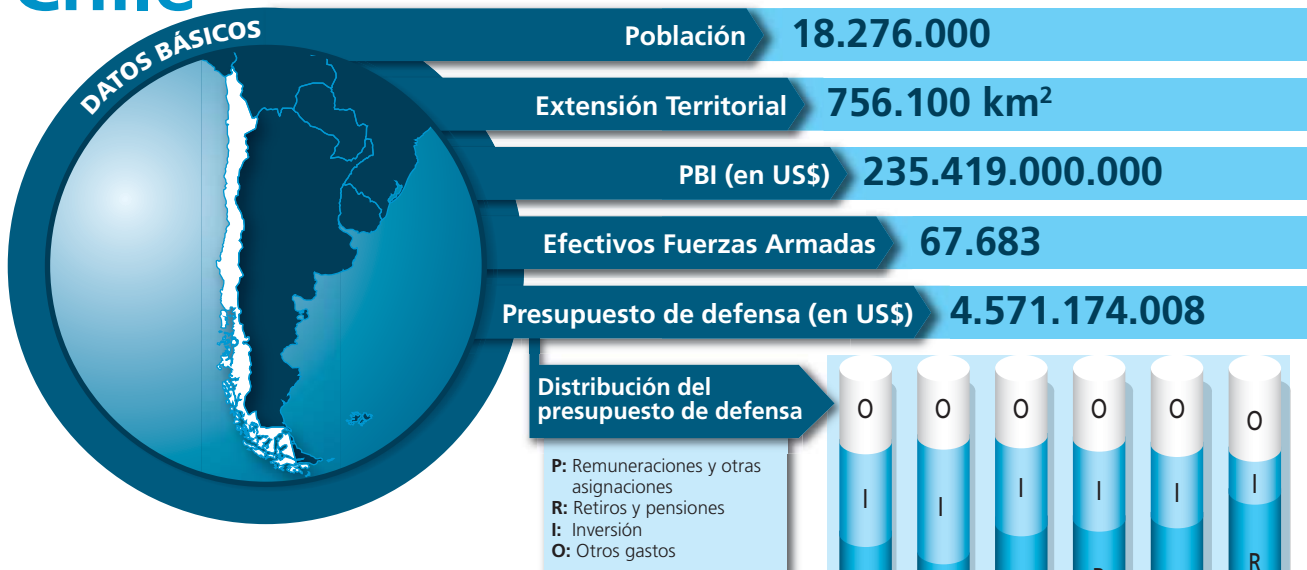 Chile
DATOS BÁSICOS
Población 18.276.000
Extensión Territorial 756.100 km²
PBI (en US$) 235.419.000.000
Efectivos Fuerzas Armadas 67.683
Presupuesto de defensa (en US$) 4.571.174.008
Distribución del
presupuesto de defensa
P: Remuneraciones y otras
asignaciones
R: Retiros y pensiones
I: Inversión
O: Otros gastos
O O O O O O
I I I I I I
R